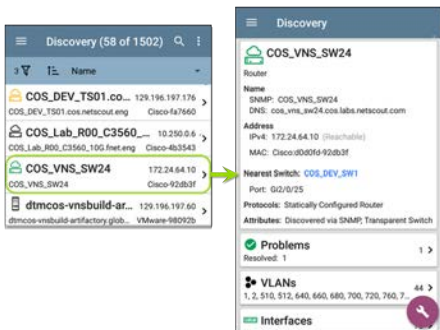 Discovery (58 of 1502)
3 Name
COS_DEV_TS01.co... 129.196.197.176
COS_DEV_TS01.cos.netscout.eng Cisco-fa7660
COS_Lab_R00_C3560_... 10.250.0.6
COS_Lab_R00_C3560_10G.fnet.eng Cisco-4b3543
COS_VNS_SW24 172.24.64.10
COS_VNS_SW24 Cisco-92db3f
dtmcos-vnsbuild-ar... 129.196.197.60
dtmcos-vnsbuild-artifactory.glob... VMware-98092b
Discovery
COS_VNS_SW24
Router
Name
SNMP: COS_VNS_SW24
DNS: cos_vns_sw24.cos.labs.netscout.com
Address
IPv4: 172.24.64.10 (Reachable)
MAC: Cisco:d0d0fd-92db3f
Nearest Switch: COS_DEV_SW1
Port: Gi2/0/25
Protocols: Statically Configured Router
Attributes: Discovered via SNMP, Transparent Switch
Problems 1
Resolved: 1
VLANs 44
1, 2, 510, 512, 640, 660, 680, 700, 720, 760, 7...
Interfaces